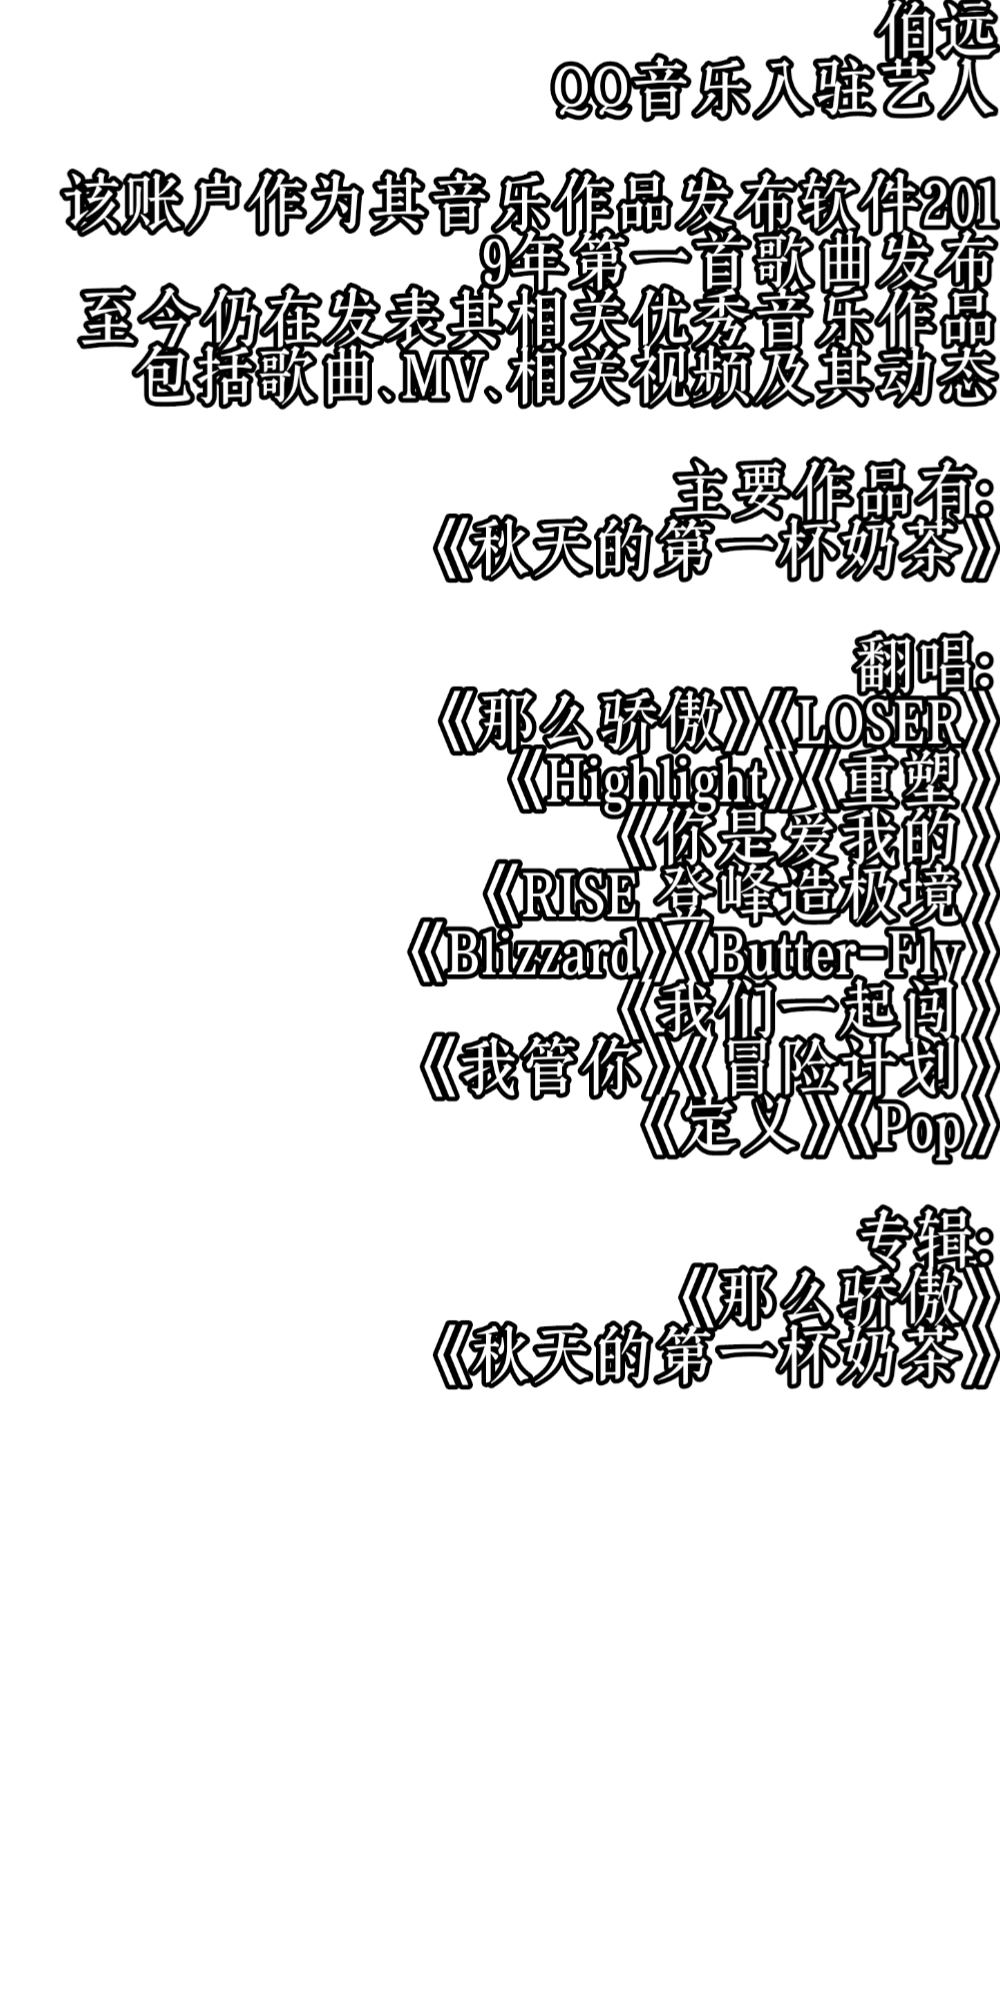 伯远
QQ音乐入驻艺人
该账户作为其音乐作品发布软件201
9年第一首歌曲发布
至今仍在发表其相关优秀音乐作品
包括歌曲、MV、相关视频及其动态
主要作品有:
《秋天的第一杯奶茶》
翻唱:
《那么骄傲》《LOSER》
《Highlight》《重塑》
《你是爱我的》
《RISE 登峰造极境》
《Blizzard》《Butter-Fly》
《我们一起闯》
《我管你》《冒险计划》
《定义》《Pop》
专辑:
《那么骄傲》
《秋天的第一杯奶茶》